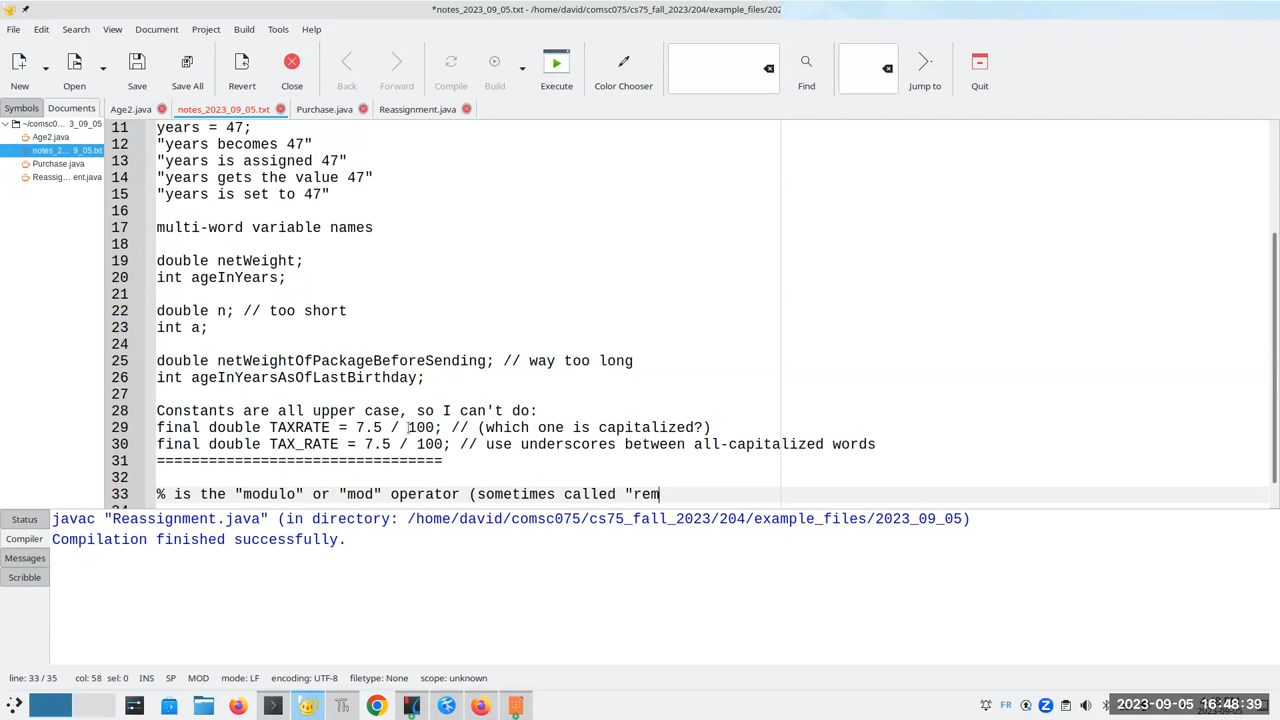 *notes_2023_09_05.txt - /home/david/comsc075/cs75_fall_2023/204/example_files/202
File Edit Search View Document Project Build Tools Help
New Open Save Save All Revert Close Back Forward Compile Build Execute Color Chooser Find Jump to Quit
Symbols Documents Age2.java notes_2023_09_05.txt Purchase.java Reassignment.java
~/comsc0... 3_09_05
Age2.java
notes_2... 9_05.txt
Purchase.java
Reassig... ent.java
11 years = 47;
12 "years becomes 47"
13 "years is assigned 47"
14 "years gets the value 47"
15 "years is set to 47"
16
17 multi-word variable names
18
19 double netWeight;
20 int ageInYears;
21
22 double n; // too short
23 int a;
24
25 double netWeightOfPackageBeforeSending; // way too long
26 int ageInYearsAsOfLastBirthday;
27
28 Constants are all upper case, so I can't do:
29 final double TAXRATE = 7.5 / 100; // (which one is capitalized?)
30 final double TAX_RATE = 7.5 / 100; // use underscores between all-capitalized words
31 =================================
32
33 % is the "modulo" or "mod" operator (sometimes called "rem
Status
Compiler
Messages
Scribble
javac "Reassignment.java" (in directory: /home/david/comsc075/cs75_fall_2023/204/example_files/2023_09_05)
Compilation finished successfully.
line: 33 / 35 col: 58 sel: 0 INS SP MOD mode: LF encoding: UTF-8 filetype: None scope: unknown
FR
2023-09-05 16:48:39